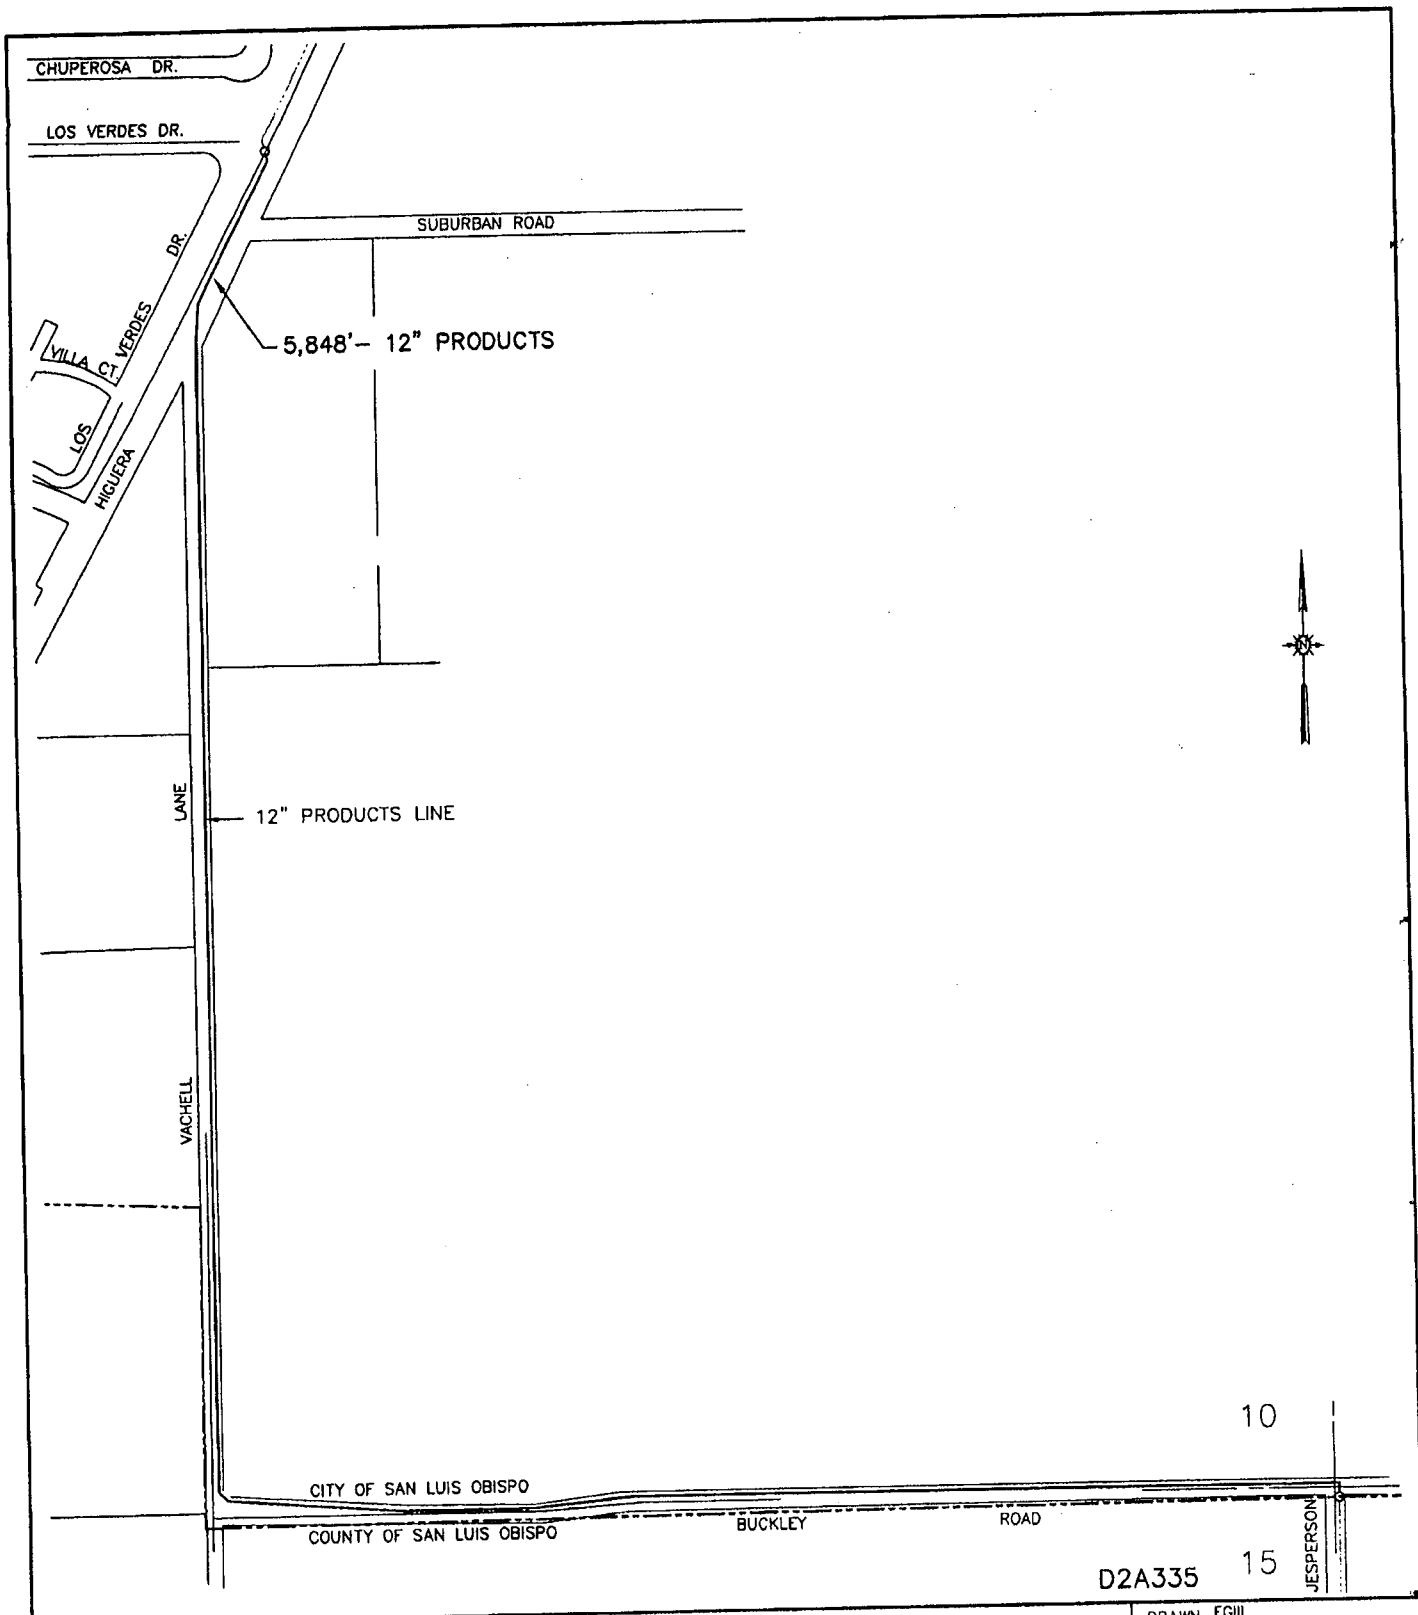 CHUPEROSA DR.
LOS VERDES DR.
SUBURBAN ROAD
DR.
VERDES
LOS
5,848'– 12" PRODUCTS
VILLA CT.
HIGUERA
N
LANE
12" PRODUCTS LINE
VACHELL
10
CITY OF SAN LUIS OBISPO
COUNTY OF SAN LUIS OBISPO
BUCKLEY ROAD
JESPERSON
15
D2A335
DRAWN